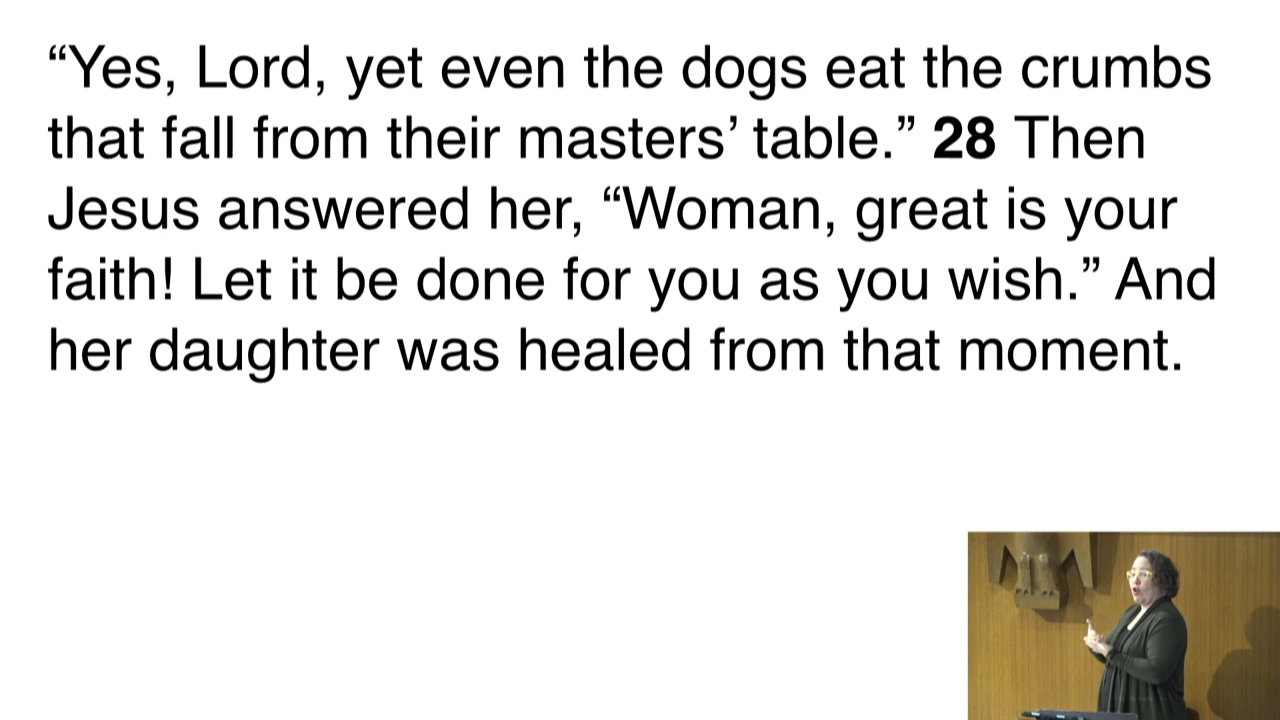 “Yes, Lord, yet even the dogs eat the crumbs
that fall from their masters’ table.” 28 Then
Jesus answered her, “Woman, great is your
faith! Let it be done for you as you wish.” And
her daughter was healed from that moment.